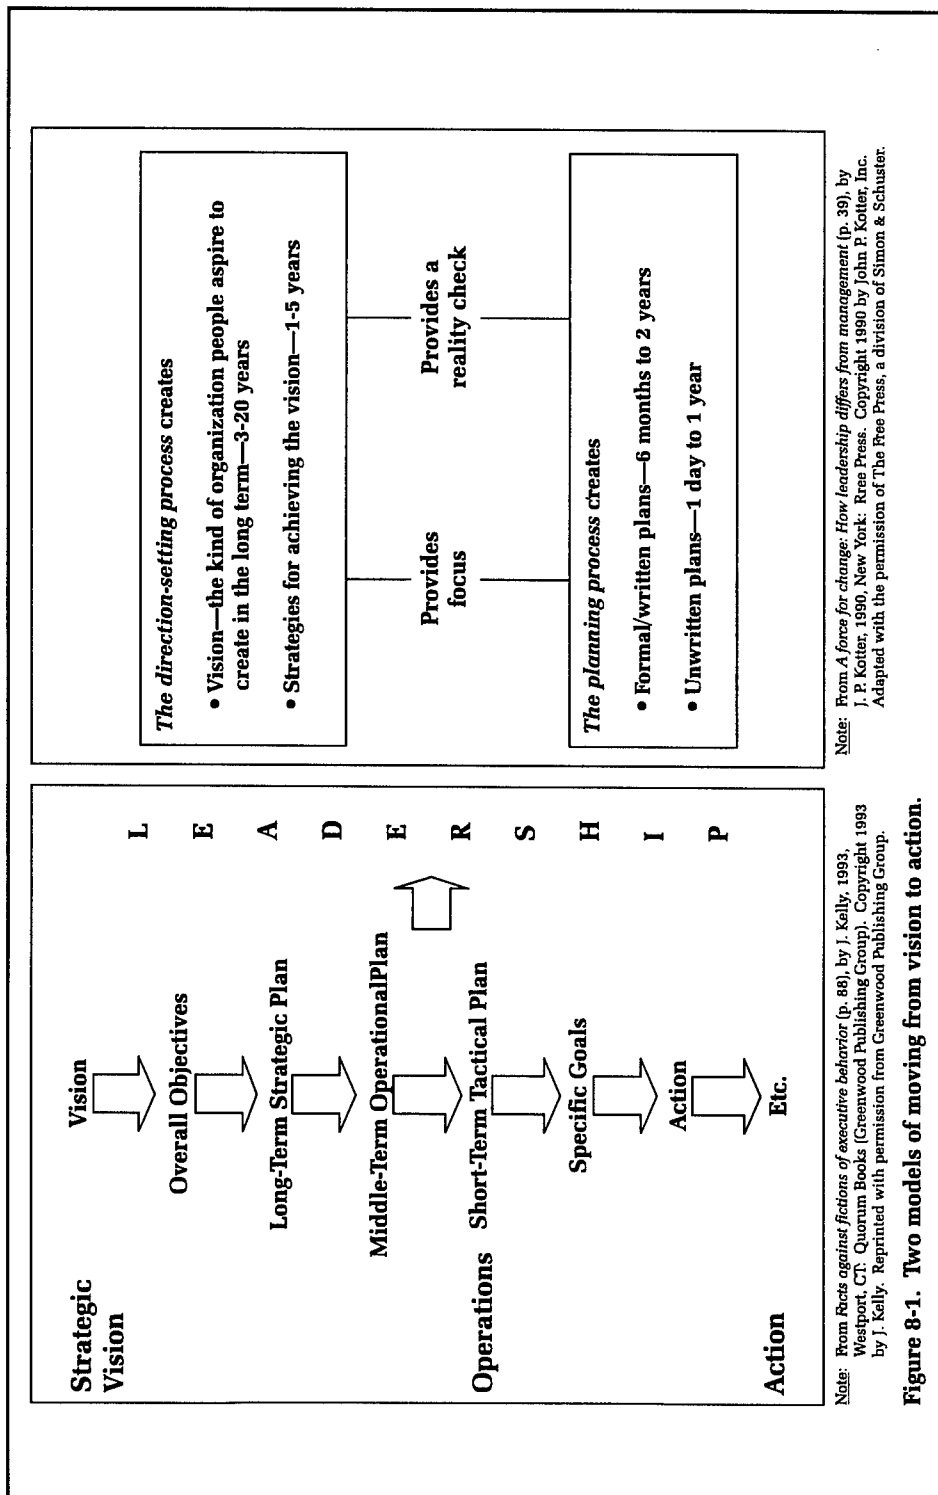 Strategic
Vision
Vision
Overall Objectives
Long-Term Strategic Plan
Middle-Term OperationalPlan
Operations
Short-Term Tactical Plan
Specific Goals
Action
Action
Etc.
L
E
A
D
E
R
S
H
I
P
Note: From Facts against fictions of executive behavior (p. 88), by J. Kelly, 1993,
Westport, CT: Quorum Books (Greenwood Publishing Group). Copyright 1993
by J. Kelly. Reprinted with permission from Greenwood Publishing Group.
The direction-setting process creates
• Vision—the kind of organization people aspire to
create in the long term—3-20 years
• Strategies for achieving the vision—1-5 years
Provides
focus
Provides a
reality check
The planning process creates
• Formal/written plans—6 months to 2 years
• Unwritten plans—1 day to 1 year
Note: From A force for change: How leadership differs from management (p. 39), by
J. P. Kotter, 1990, New York: Rree Press. Copyright 1990 by John P. Kotter, Inc.
Adapted with the permission of The Free Press, a division of Simon & Schuster.
Figure 8-1. Two models of moving from vision to action.